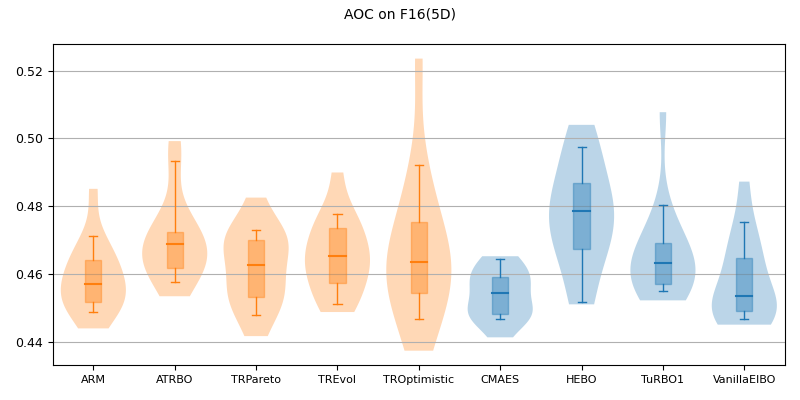 AOC on F16(5D)
0.52
0.50
0.48
0.46
0.44
ARM ATRBO TRPareto TREvol TROptimistic CMAES HEBO TuRBO1 VanillaEIBO